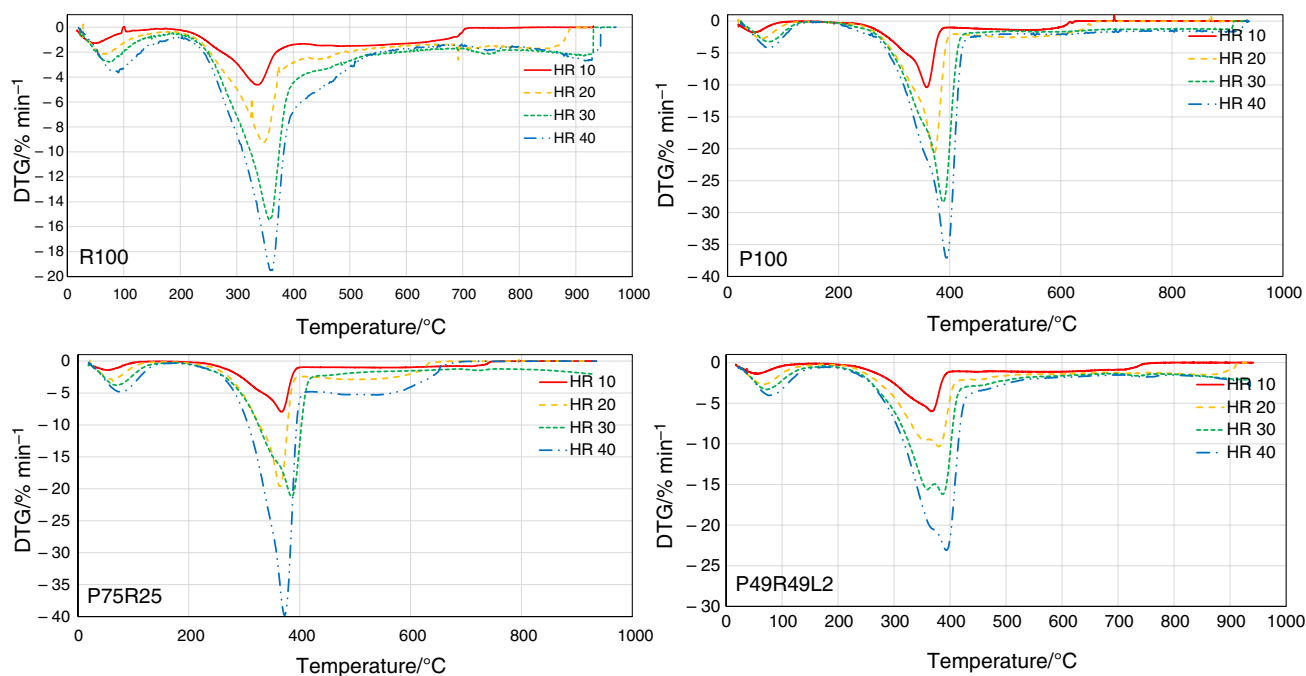 0
– 2
– 4
– 6
– 8
– 10
– 12
– 14
– 16
– 18
– 20
DTG/% min⁻¹
HR 10
HR 20
HR 30
HR 40
R100
0 100 200 300 400 500 600 700 800 900 1000
Temperature/°C
0
– 5
– 10
– 15
– 20
– 25
– 30
– 35
– 40
DTG/% min⁻¹
HR 10
HR 20
HR 30
HR 40
P100
0 200 400 600 800 1000
Temperature/°C
0
– 5
– 10
– 15
– 20
– 25
– 30
– 35
– 40
DTG/% min⁻¹
HR 10
HR 20
HR 30
HR 40
P75R25
0 200 400 600 800 1000
Temperature/°C
0
– 5
– 10
– 15
– 20
– 25
– 30
DTG/% min⁻¹
HR 10
HR 20
HR 30
HR 40
P49R49L2
0 100 200 300 400 500 600 700 800 900 1000
Temperature/°C